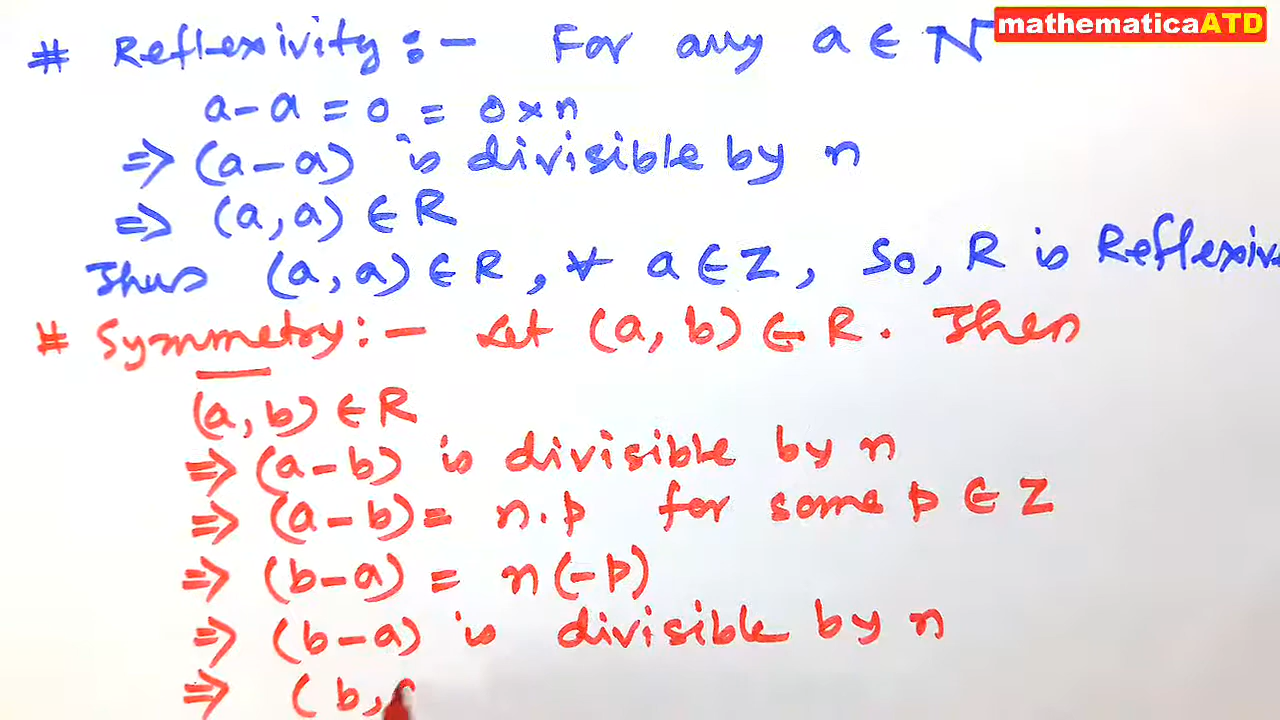 mathematicaATD
# Reflexivity :- For any a ∈ N
a - a = 0 = 0 × n
⇒ (a - a) is divisible by n
⇒ (a, a) ∈ R
Thus (a, a) ∈ R, ∀ a ∈ Z, So, R is Reflexiv
# Symmetry :- Let (a, b) ∈ R. Then
(a, b) ∈ R
⇒ (a - b) is divisible by n
⇒ (a - b) = n.p for some p ∈ Z
⇒ (b - a) = n (-p)
⇒ (b - a) is divisible by n
⇒ (b,